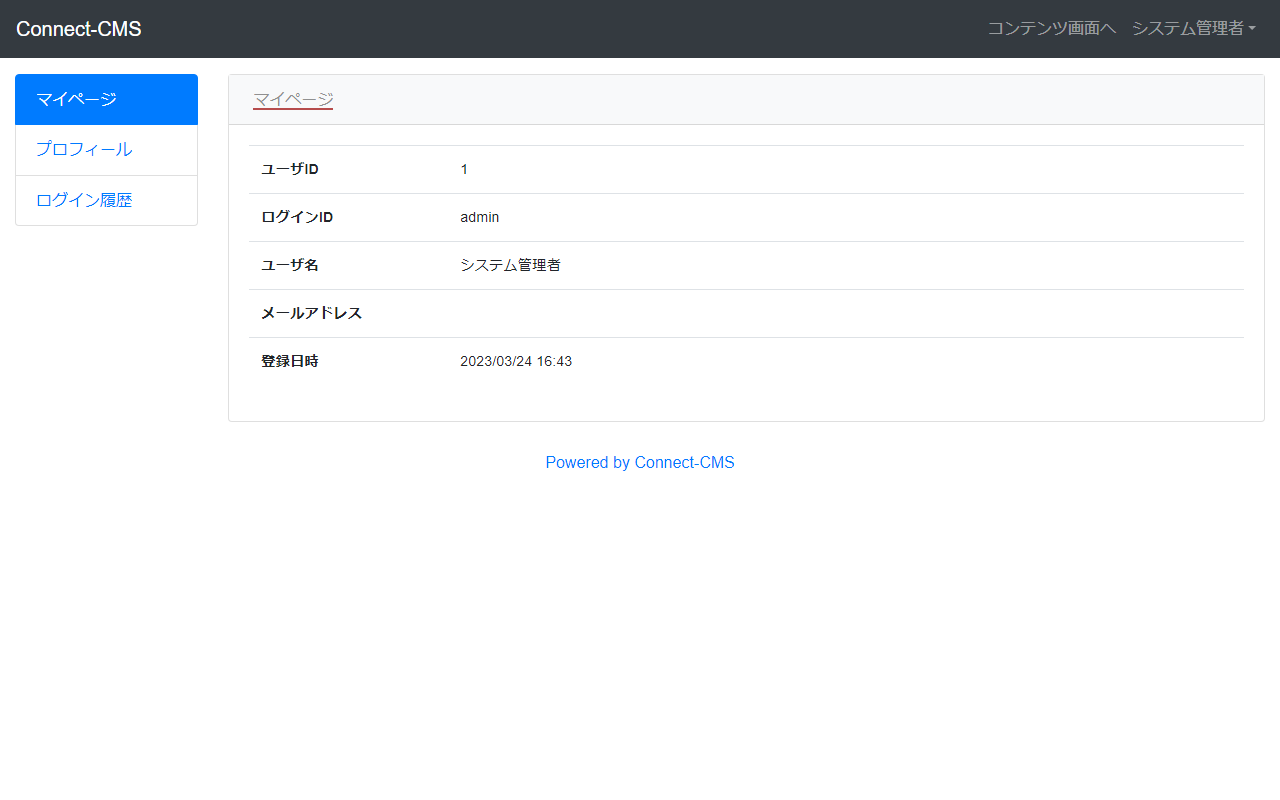 Connect-CMS
コンテンツ画面へ システム管理者
マイページ
プロフィール
ログイン履歴
マイページ
ユーザID 1
ログインID admin
ユーザ名 システム管理者
メールアドレス
登録日時 2023/03/24 16:43
Powered by Connect-CMS